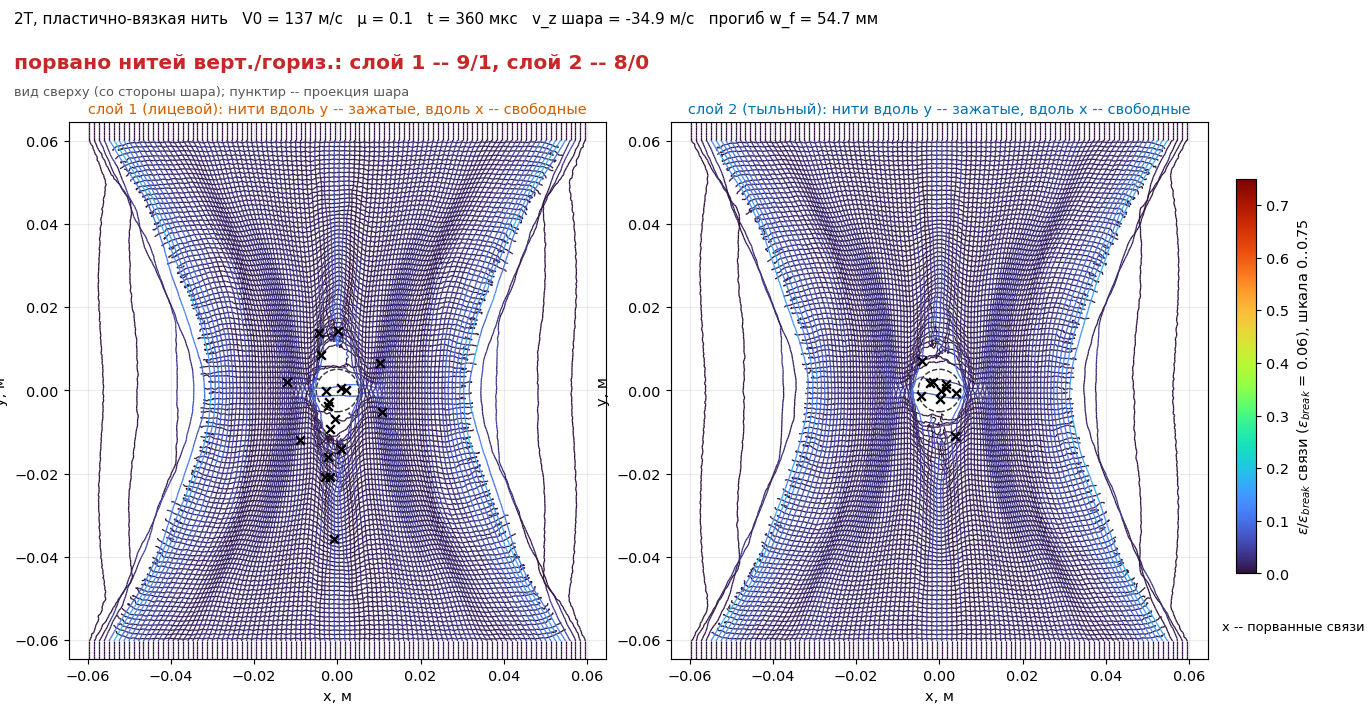 2T, пластично-вязкая нить   V0 = 137 м/с   μ = 0.1   t = 360 мкс   v_z шара = -34.9 м/с   прогиб w_f = 54.7 мм
порвано нитей верт./гориз.: слой 1 -- 9/1, слой 2 -- 8/0
вид сверху (со стороны шара); пунктир -- проекция шара
слой 1 (лицевой): нити вдоль y -- зажатые, вдоль x -- свободные
0.06
0.04
0.02
0.00
−0.02
−0.04
−0.06
y, м
−0.06 −0.04 −0.02 0.00 0.02 0.04 0.06
x, м
слой 2 (тыльный): нити вдоль y -- зажатые, вдоль x -- свободные
0.06
0.04
0.02
0.00
−0.02
−0.04
−0.06
y, м
−0.06 −0.04 −0.02 0.00 0.02 0.04 0.06
x, м
0.7
0.6
0.5
0.4
0.3
0.2
0.1
0.0
ε/ε_break связи (ε_break = 0.06), шкала 0..0.75
x -- порванные связи